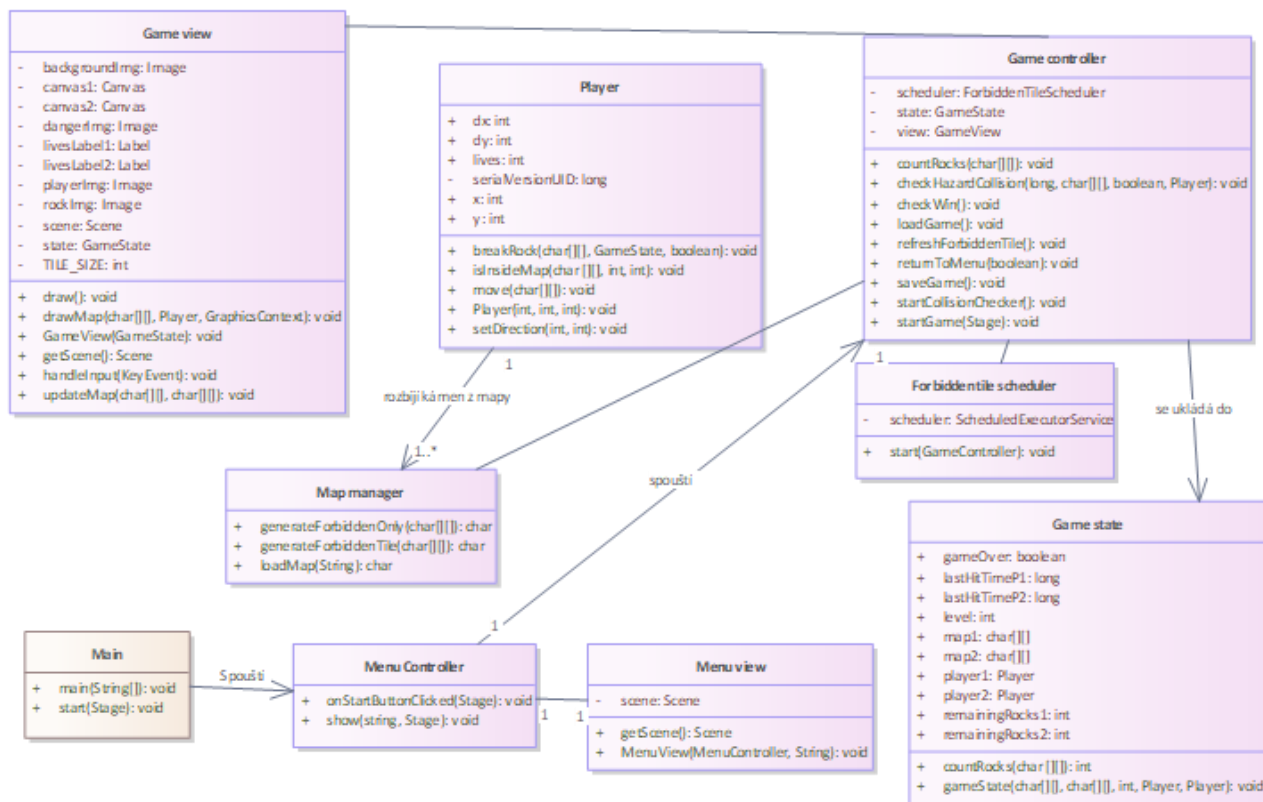 Game view
- backgroundImg: Image
- canvas1: Canvas
- canvas2: Canvas
- dangerImg: Image
- livesLabel1: Label
- livesLabel2: Label
- playerImg: Image
- rockImg: Image
- scene: Scene
- state: GameState
- TILE_SIZE: int
+ draw(): void
+ drawMap(char[][], Player, GraphicsContext): void
+ GameView(GameState): void
+ getScene(): Scene
+ handleInput(KeyEvent): void
+ updateMap(char[][], char[][]): void
Player
+ dx: int
+ dy: int
+ lives: int
- serialVersionUID: long
+ x: int
+ y: int
+ breakRock(char[][], GameState, boolean): void
+ isInsideMap(char[][], int, int): void
+ move(char[][]): void
+ Player(int, int, int): void
+ setDirection(int, int): void
Game controller
- scheduler: ForbiddenTileScheduler
- state: GameState
- view: GameView
+ countRocks(char[][]): void
+ checkHazardCollision(long, char[][], boolean, Player): void
+ checkWin(): void
+ loadGame(): void
+ refreshForbiddenTile(): void
+ returnToMenu(boolean): void
+ saveGame(): void
+ startCollisionChecker(): void
+ startGame(Stage): void
1
rozbíjí kámen z mapy
1..*
1
Forbidden tile scheduler
- scheduler: ScheduledExecutorService
+ start(GameController): void
se ukládá do
Map manager
+ generateForbiddenOnly(char[][]): char
+ generateForbiddenTile(char[][]): char
+ loadMap(String): char
spouští
1
Game state
+ gameOver: boolean
+ lastHitTimeP1: long
+ lastHitTimeP2: long
+ level: int
+ map1: char[][]
+ map2: char[][]
+ player1: Player
+ player2: Player
+ remainingRocks1: int
+ remainingRocks2: int
+ countRocks(char[][]): int
+ gameState(char[][], char[][], int, Player, Player): void
Main
+ main(String[]): void
+ start(Stage): void
Spouští
Menu Controller
+ onStartButtonClicked(Stage): void
+ show(string, Stage): void
1
1
Menu view
- scene: Scene
+ getScene(): Scene
+ MenuView(MenuController, String): void